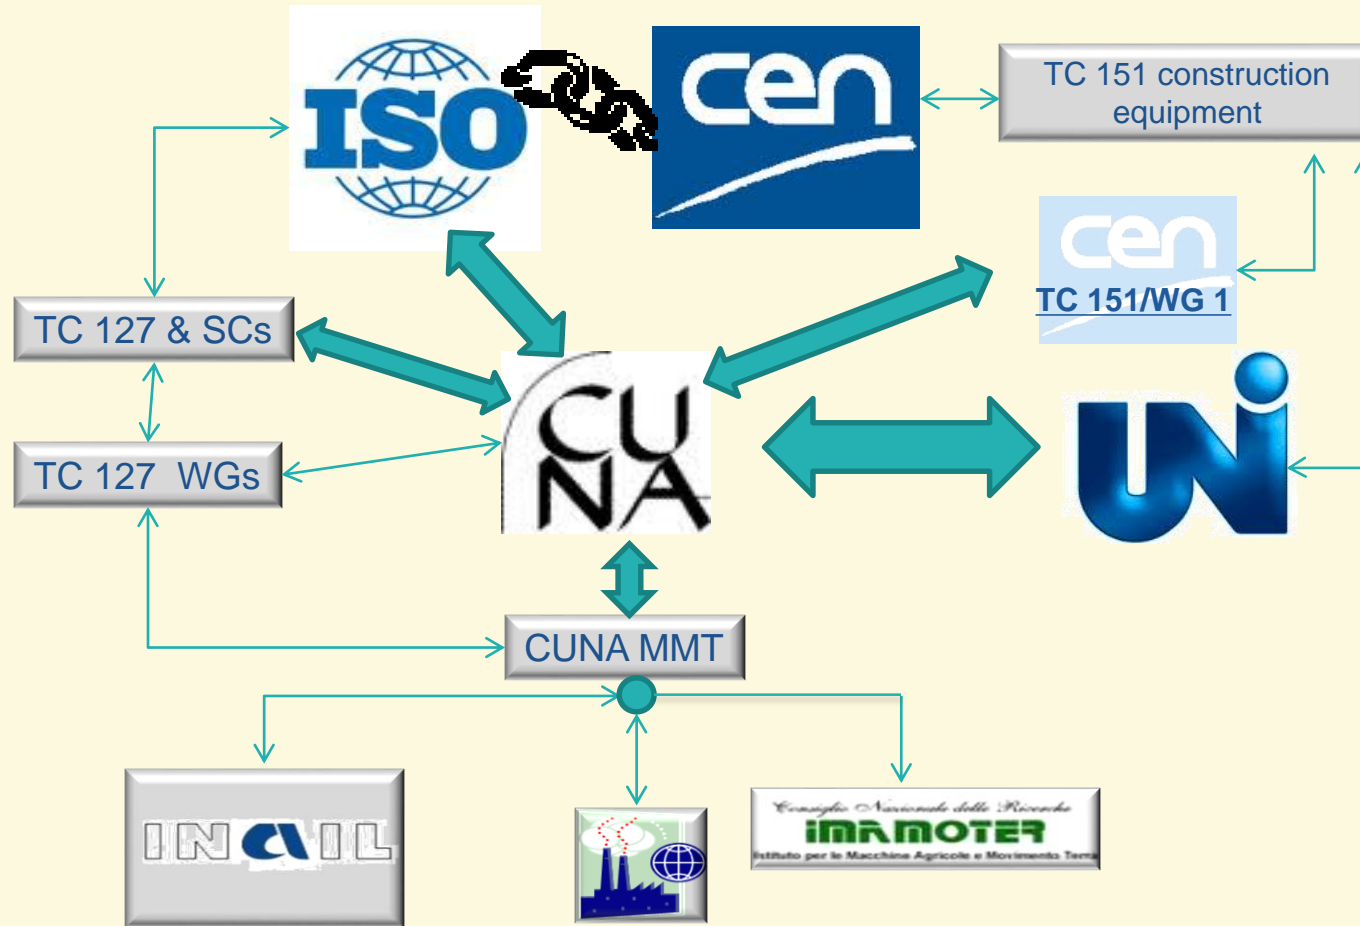 ISO
cen
TC 151 construction
equipment
cen
TC 151/WG 1
TC 127 & SCs
CU
NA
UNI
TC 127 WGs
CUNA MMT
INAIL
Consiglio Nazionale delle Ricerche
IMAMOTER
Istituto per le Macchine Agricole e Movimento Terra